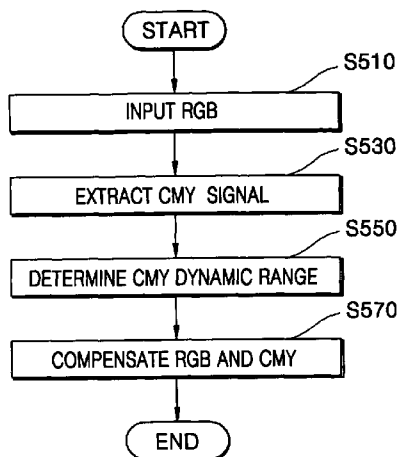 START
S510
INPUT RGB
S530
EXTRACT CMY SIGNAL
S550
DETERMINE CMY DYNAMIC RANGE
S570
COMPENSATE RGB AND CMY
END